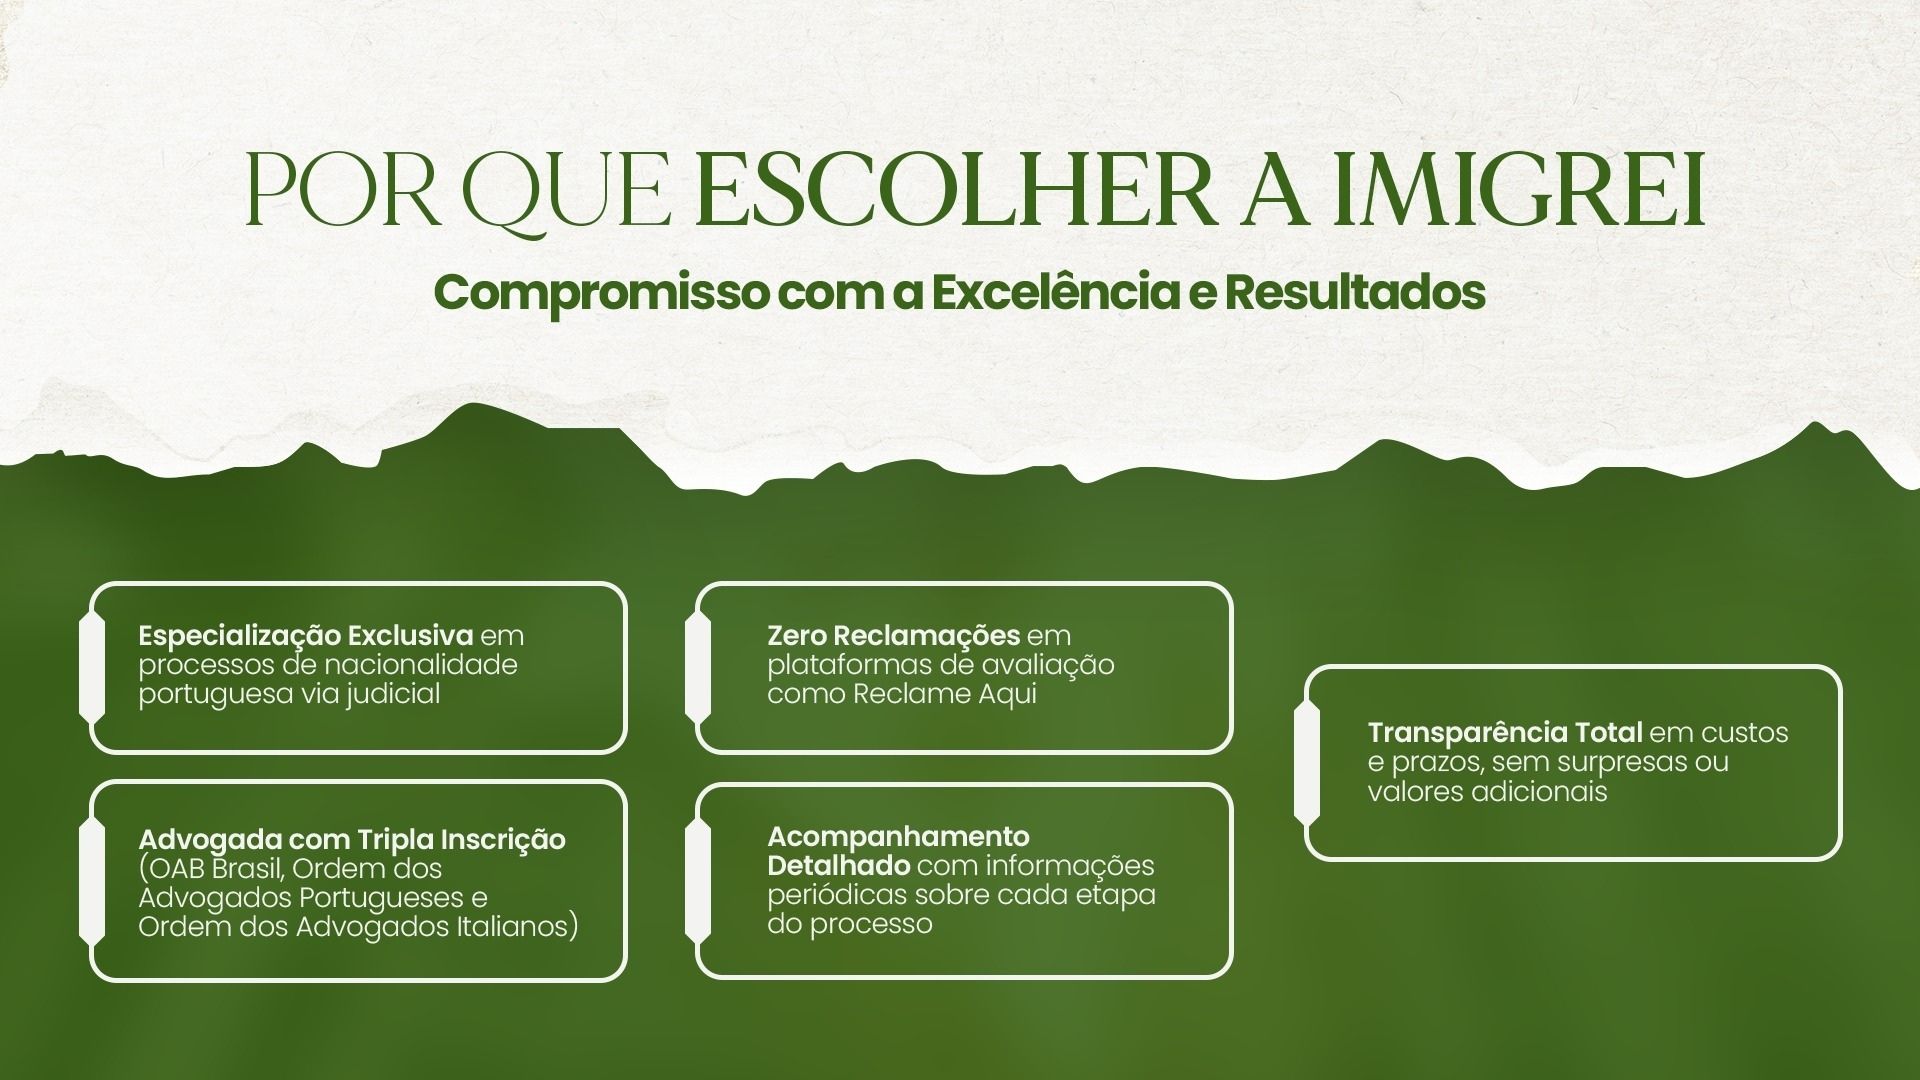 POR QUE ESCOLHER A IMIGREI
Compromisso com a Excelência e Resultados
Especialização Exclusiva em
processos de nacionalidade
portuguesa via judicial
Advogada com Tripla Inscrição
(OAB Brasil, Ordem dos
Advogados Portugueses e
Ordem dos Advogados Italianos)
Zero Reclamações em
plataformas de avaliação
como Reclame Aqui
Acompanhamento
Detalhado com informações
periódicas sobre cada etapa
do processo
Transparência Total em custos
e prazos, sem surpresas ou
valores adicionais